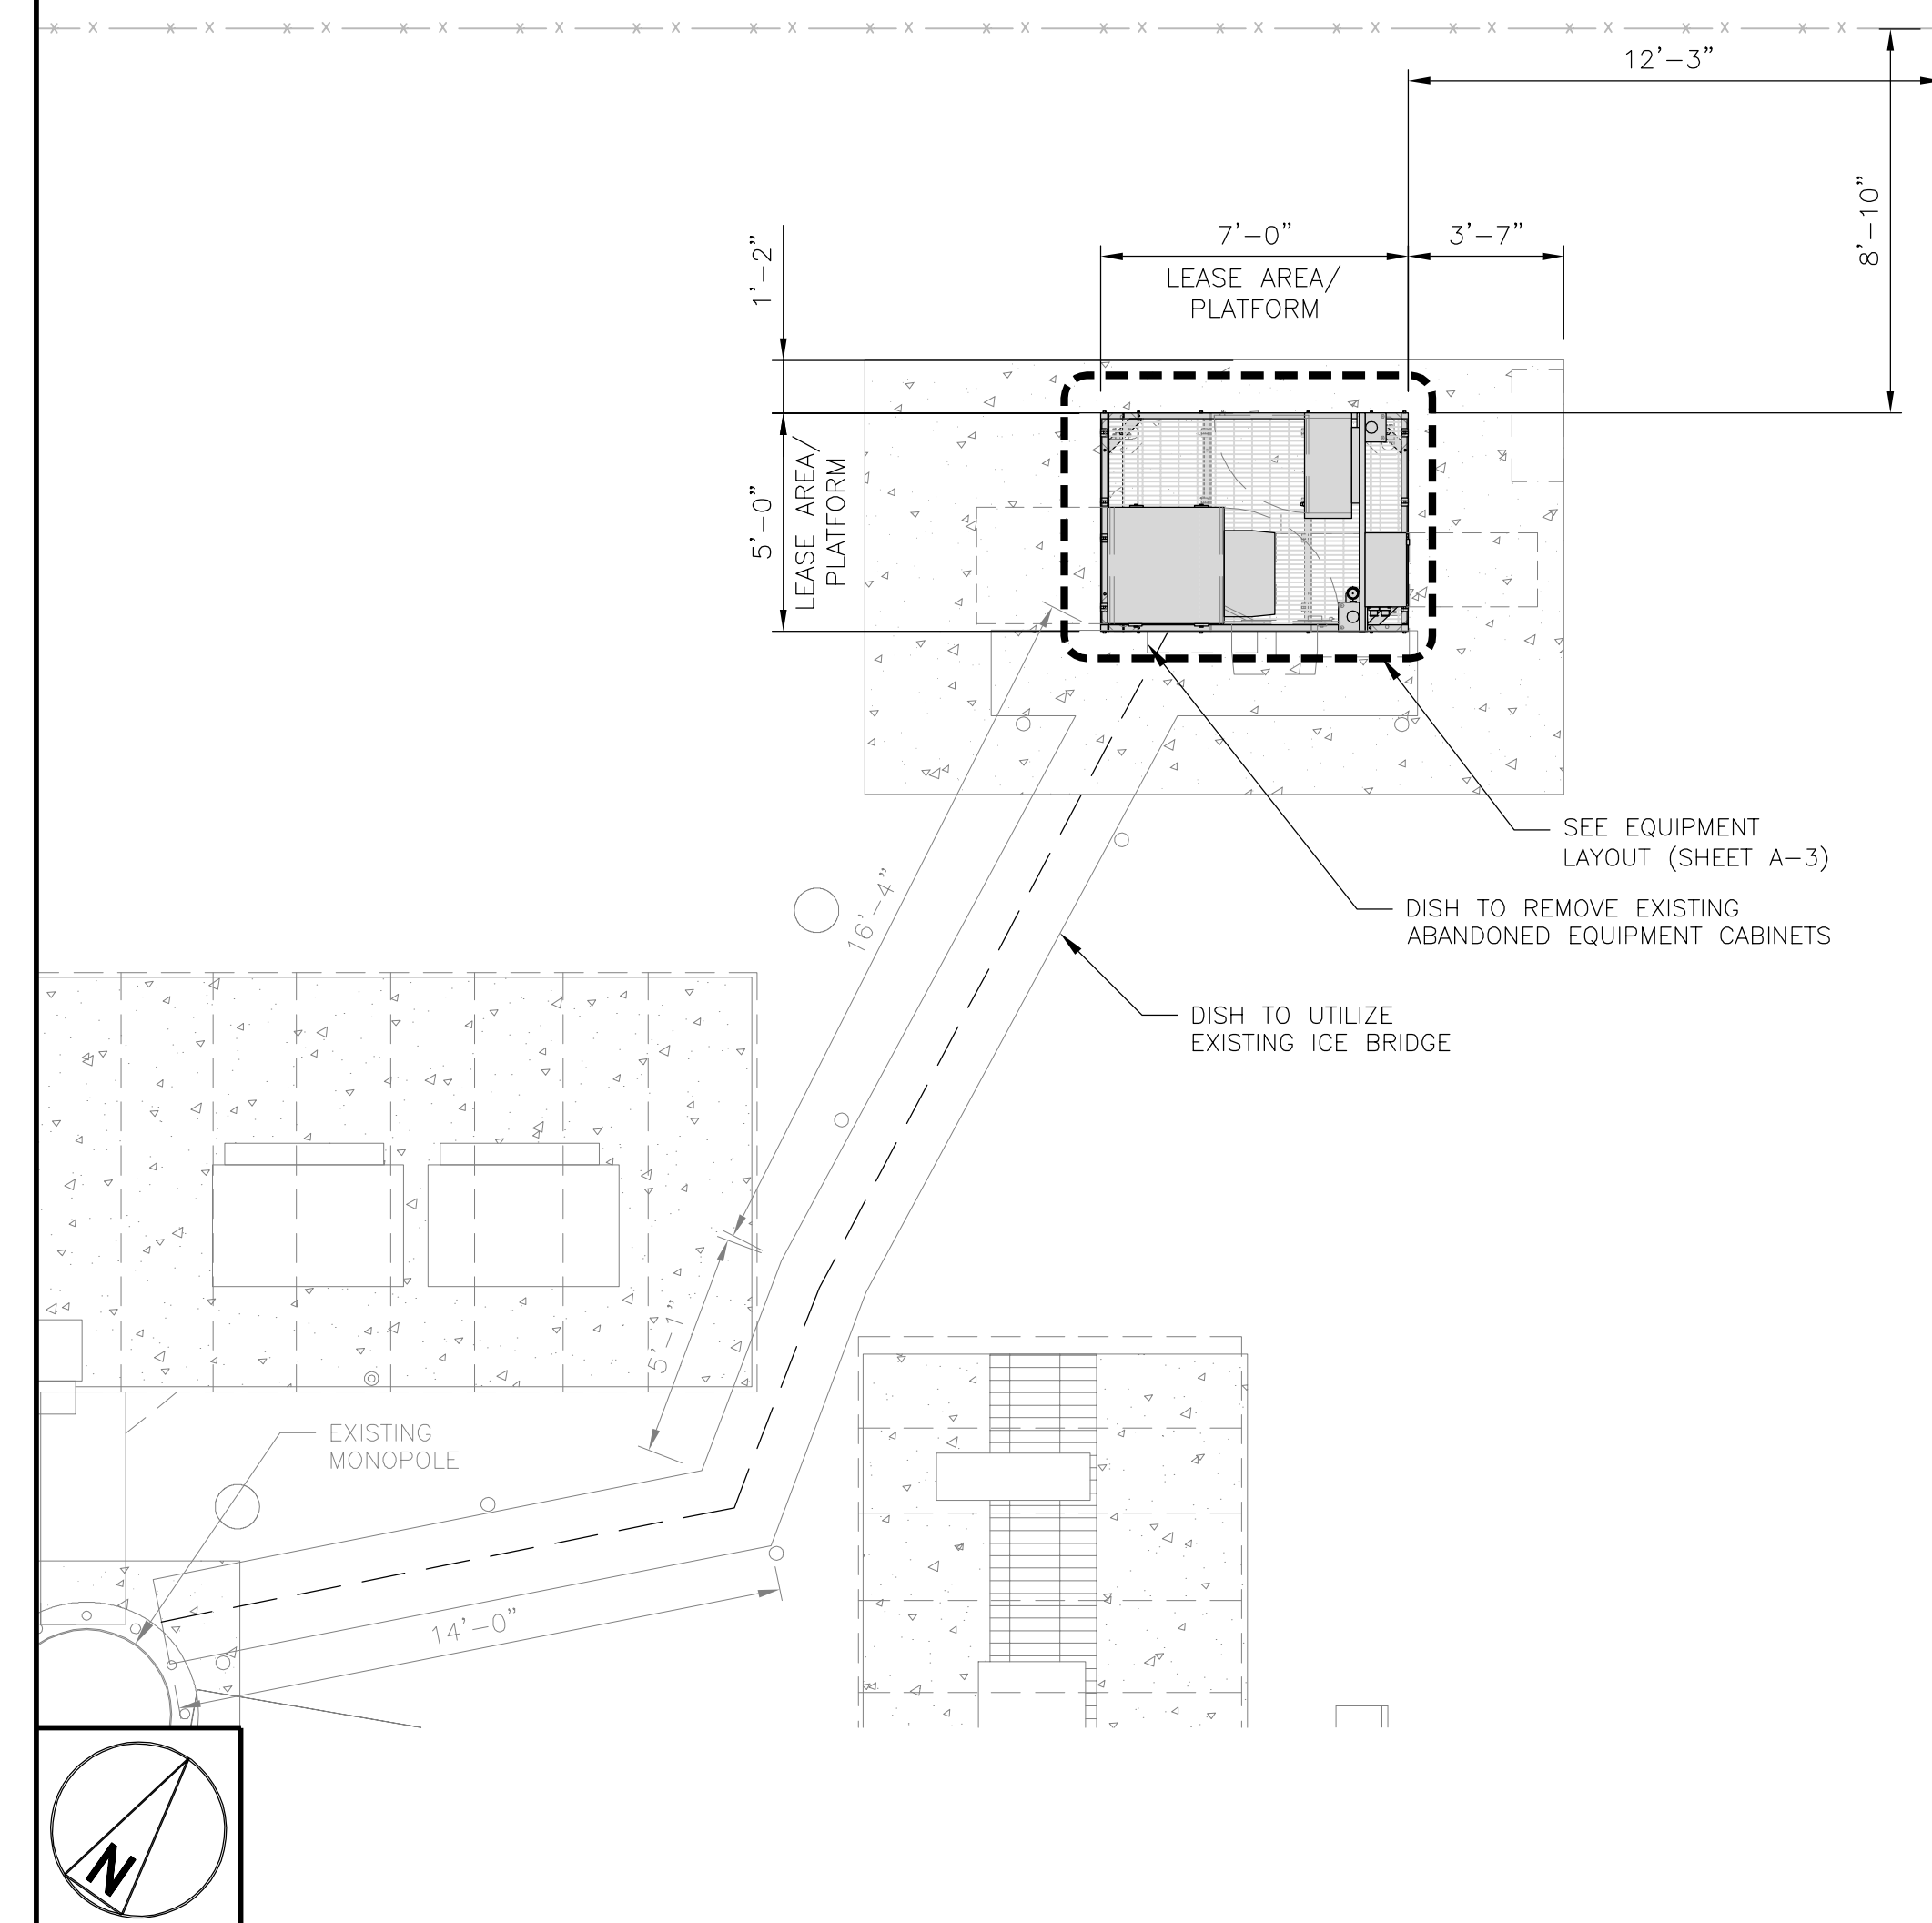 12'-3"
8'-10"
1'-2"
7'-0"
3'-7"
LEASE AREA/
PLATFORM
5'-0"
LEASE AREA/
PLATFORM
SEE EQUIPMENT
LAYOUT (SHEET A-3)
DISH TO REMOVE EXISTING
ABANDONED EQUIPMENT CABINETS
16'-4"
DISH TO UTILIZE
EXISTING ICE BRIDGE
5'-1"
EXISTING
MONOPOLE
14'-0"
N